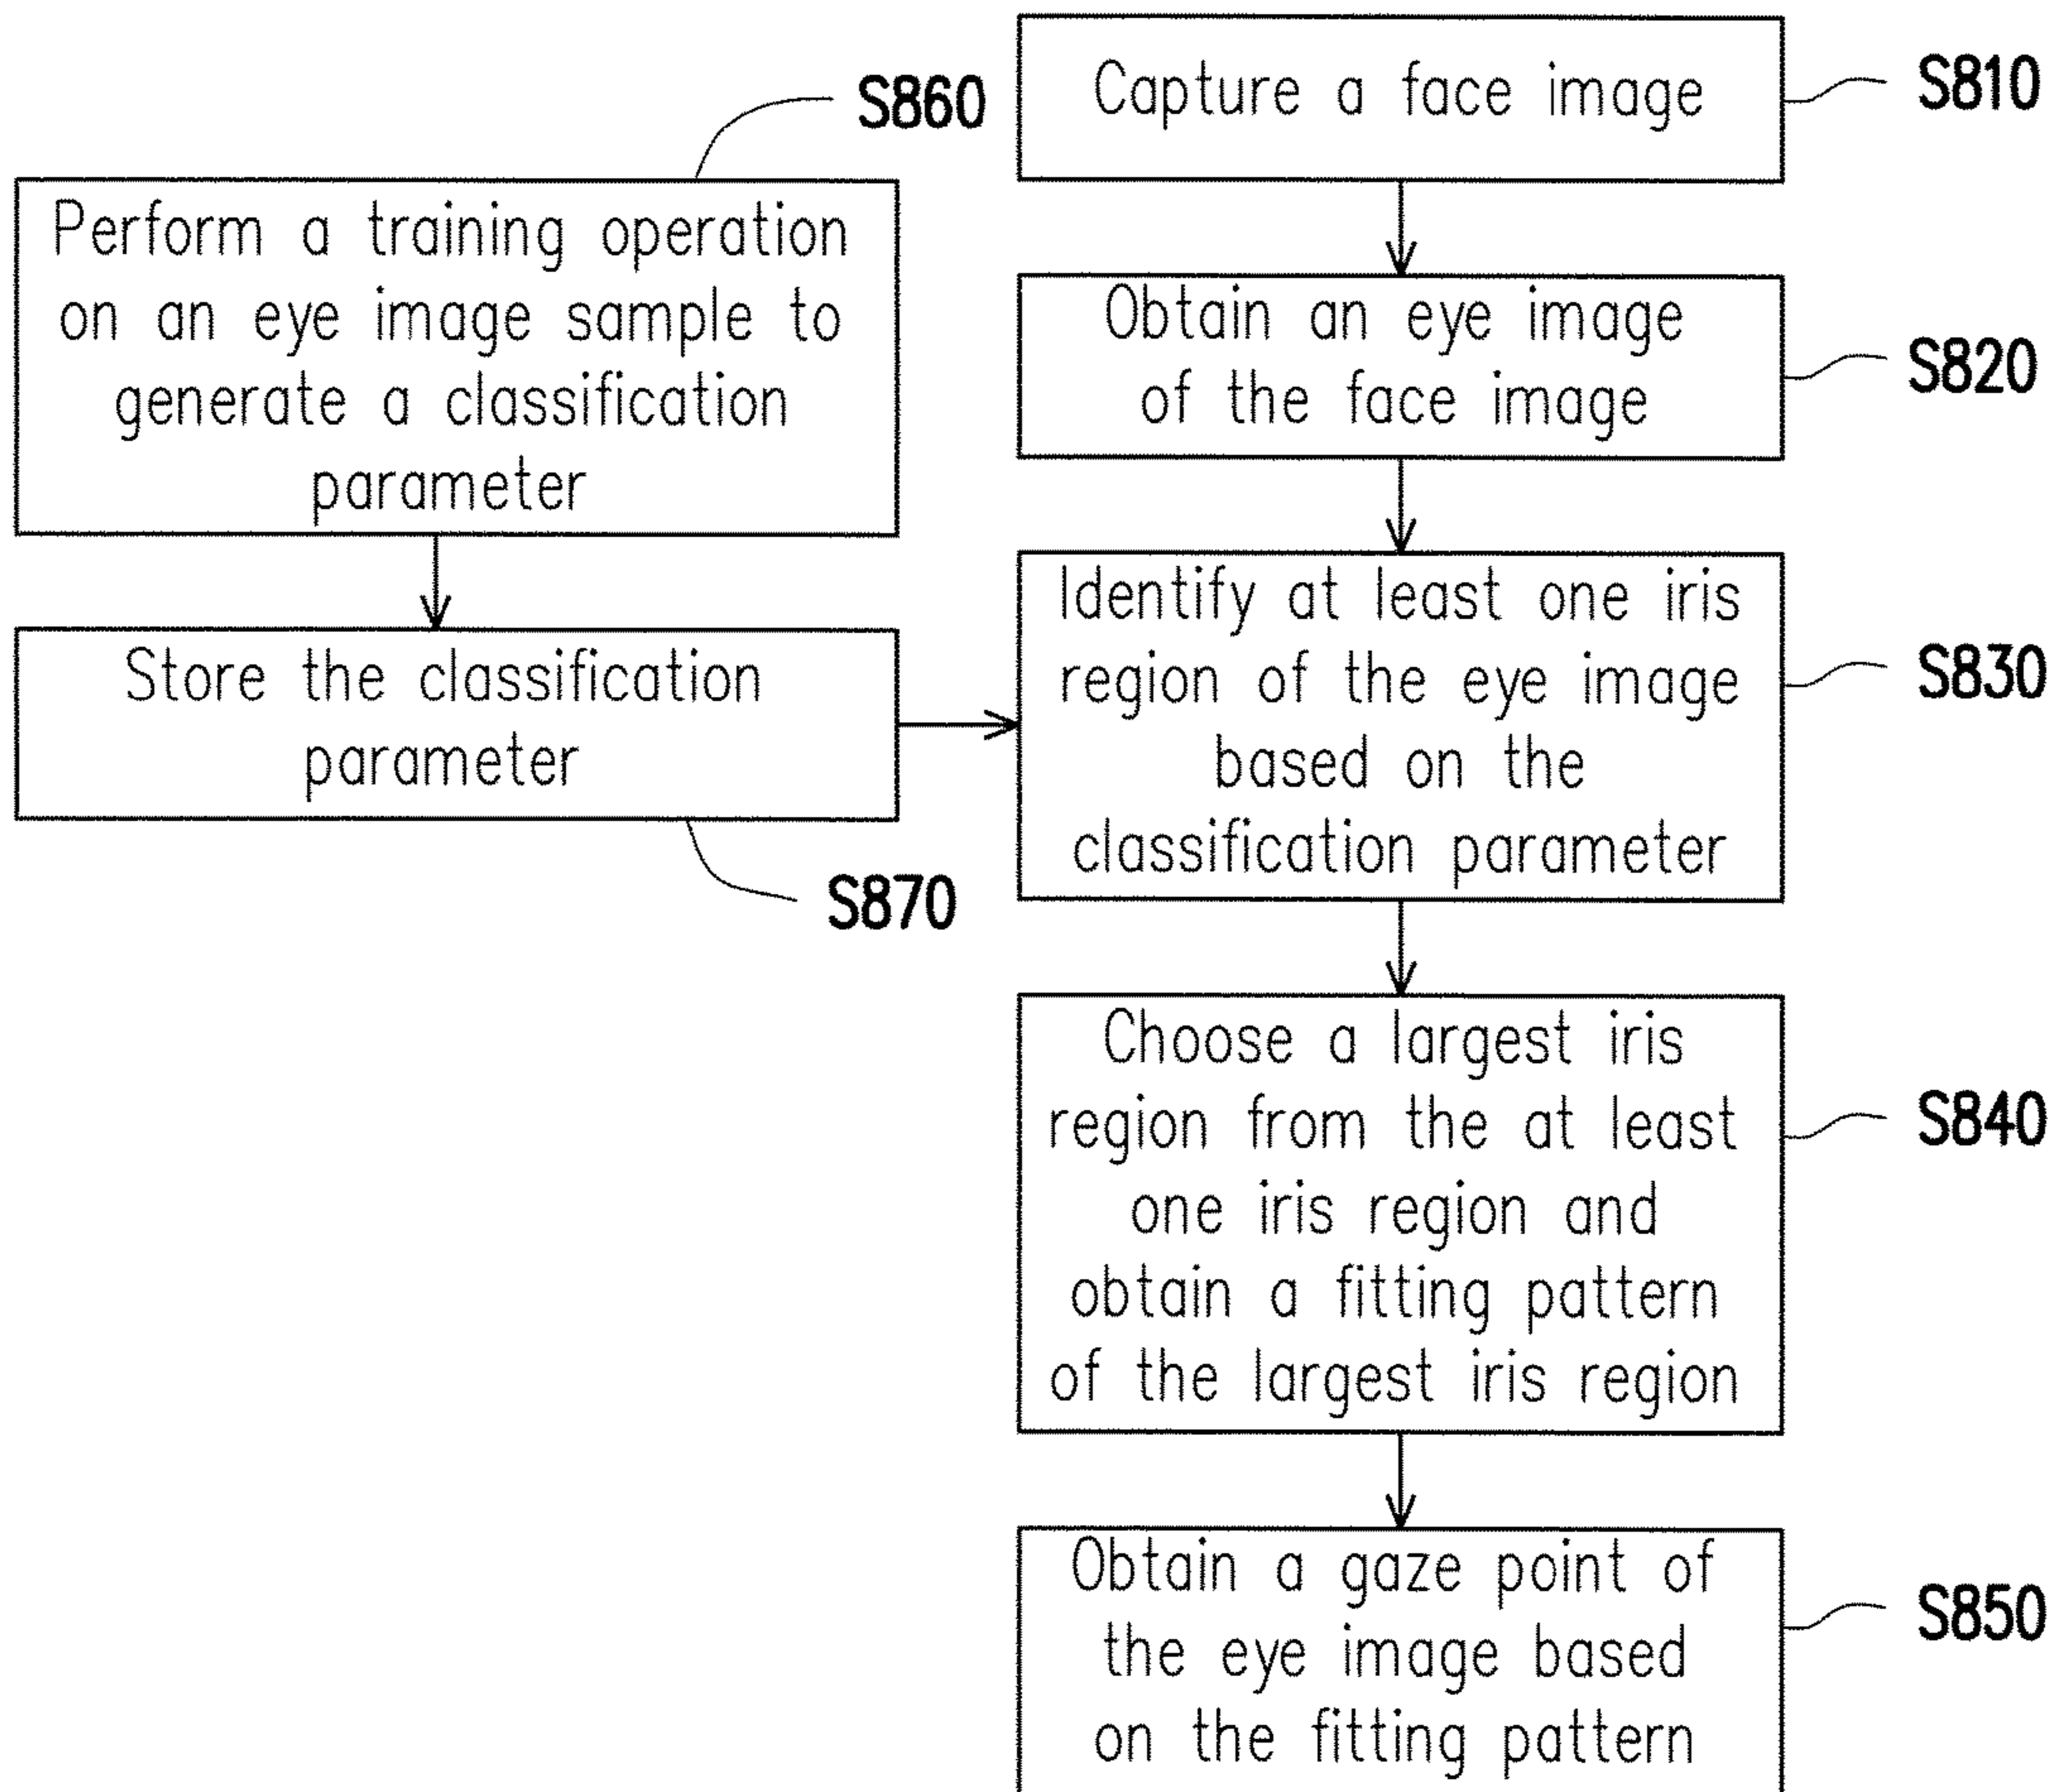 Capture a face image
S810
S860
Perform a training operation
on an eye image sample to
generate a classification
parameter
Obtain an eye image
of the face image
S820
Store the classification
parameter
S870
Identify at least one iris
region of the eye image
based on the
classification parameter
S830
Choose a largest iris
region from the at least
one iris region and
obtain a fitting pattern
of the largest iris region
S840
Obtain a gaze point of
the eye image based
on the fitting pattern
S850